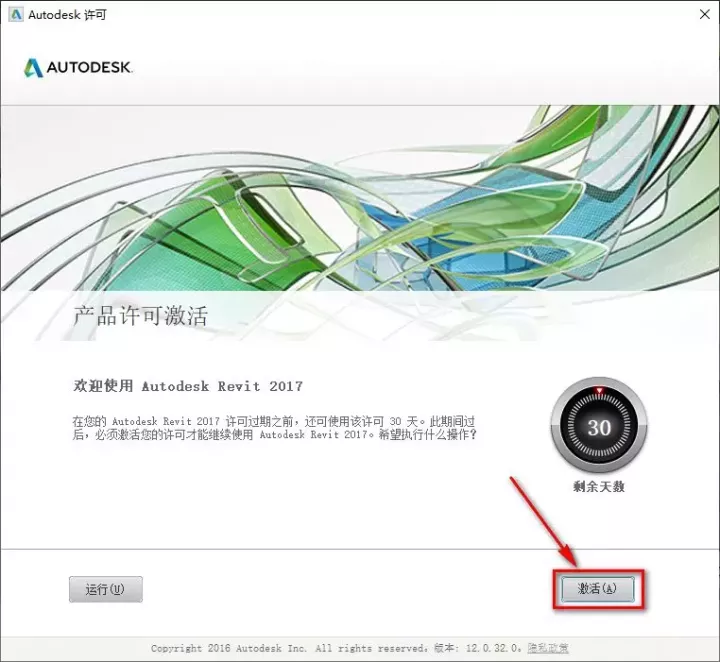 Autodesk 许可
AUTODESK.
产品许可激活
欢迎使用 Autodesk Revit 2017
在您的 Autodesk Revit 2017 许可过期之前，还可使用该许可 30 天。此期间过
后，必须激活您的许可才能继续使用 Autodesk Revit 2017。希望执行什么操作?
30
剩余天数
运行(U)
激活(A)
Copyright 2016 Autodesk Inc. All rights reserved。版本: 12.0.32.0。隐私政策